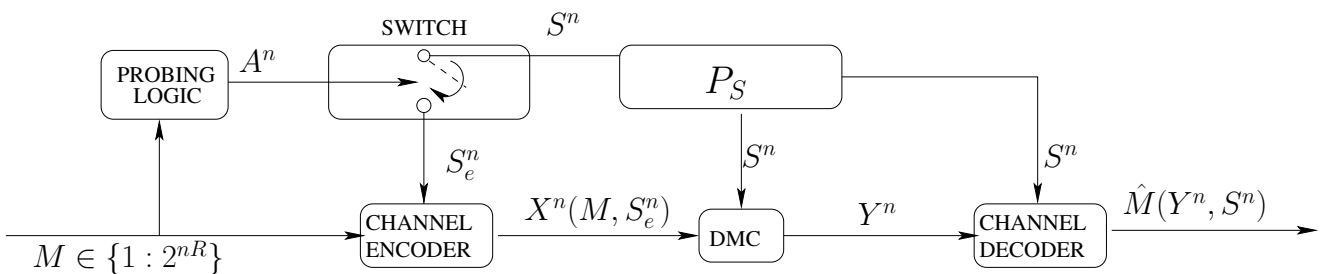 SWITCH
S^n
PROBING
LOGIC
A^n
P_S
S_e^n
S^n
S^n
M ∈ {1 : 2^{nR}}
CHANNEL
ENCODER
X^n(M, S_e^n)
DMC
Y^n
CHANNEL
DECODER
\hat{M}(Y^n, S^n)